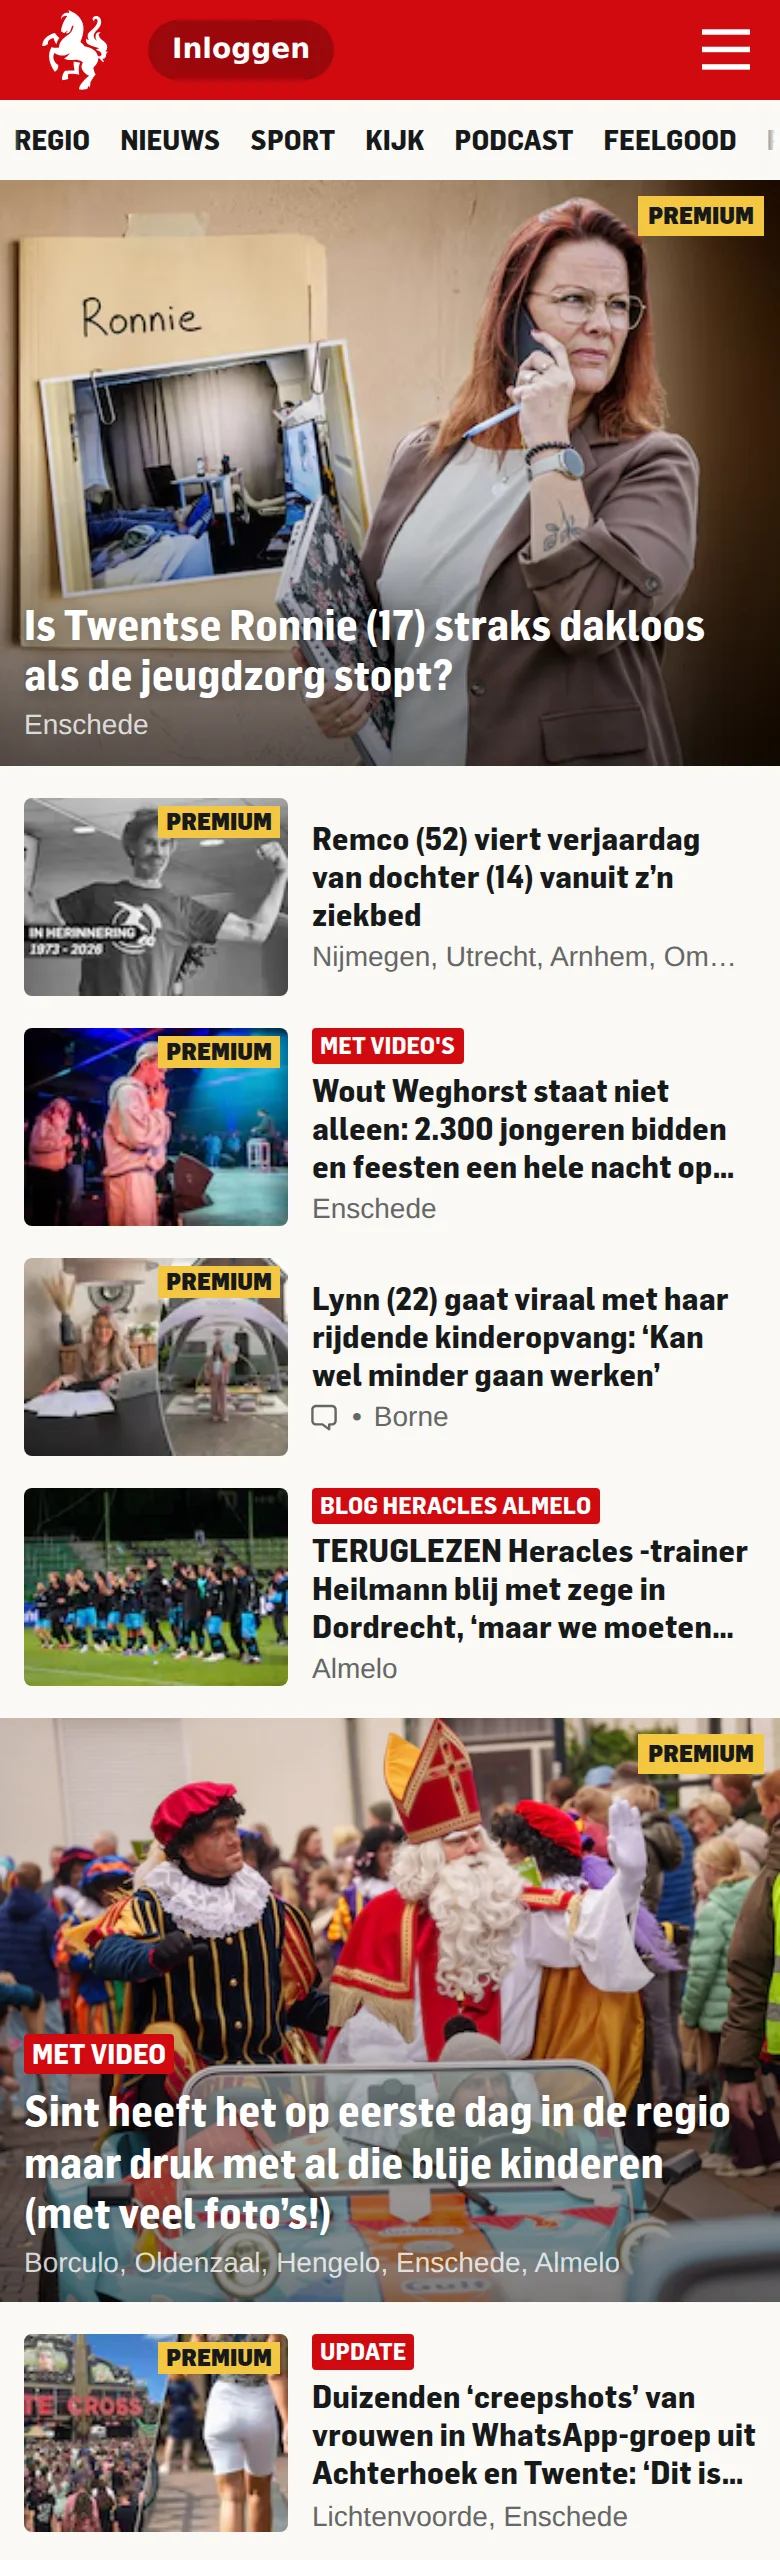 Inloggen
REGIO NIEUWS SPORT KIJK PODCAST FEELGOOD
PREMIUM
Ronnie
Is Twentse Ronnie (17) straks dakloos
als de jeugdzorg stopt?
Enschede
PREMIUM
IN HERINNERING
1973 - 2026
Remco (52) viert verjaardag
van dochter (14) vanuit z’n
ziekbed
Nijmegen, Utrecht, Arnhem, Om…
PREMIUM
MET VIDEO'S
Wout Weghorst staat niet
alleen: 2.300 jongeren bidden
en feesten een hele nacht op...
Enschede
PREMIUM
Lynn (22) gaat viraal met haar
rijdende kinderopvang: ‘Kan
wel minder gaan werken’
• Borne
BLOG HERACLES ALMELO
TERUGLEZEN Heracles -trainer
Heilmann blij met zege in
Dordrecht, ‘maar we moeten...
Almelo
PREMIUM
MET VIDEO
Sint heeft het op eerste dag in de regio
maar druk met al die blije kinderen
(met veel foto’s!)
Borculo, Oldenzaal, Hengelo, Enschede, Almelo
Gulf
PREMIUM
TE CROSS
UPDATE
Duizenden ‘creepshots’ van
vrouwen in WhatsApp-groep uit
Achterhoek en Twente: ‘Dit is...
Lichtenvoorde, Enschede